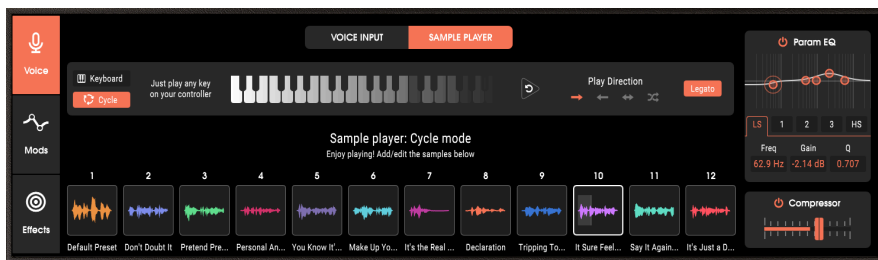 Voice
Mods
Effects
VOICE INPUT
SAMPLE PLAYER
Keyboard
Cycle
Just play any key
on your controller
Play Direction
Legato
Sample player: Cycle mode
Enjoy playing! Add/edit the samples below
1 2 3 4 5 6 7 8 9 10 11 12
Default Preset Don't Doubt It Pretend Pre... Personal An... You Know It'... Make Up Yo... It's the Real ... Declaration Tripping To... It Sure Feel... Say It Again... It's Just a D...
Param EQ
LS 1 2 3 HS
Freq Gain Q
62.9 Hz -2.14 dB 0.707
Compressor